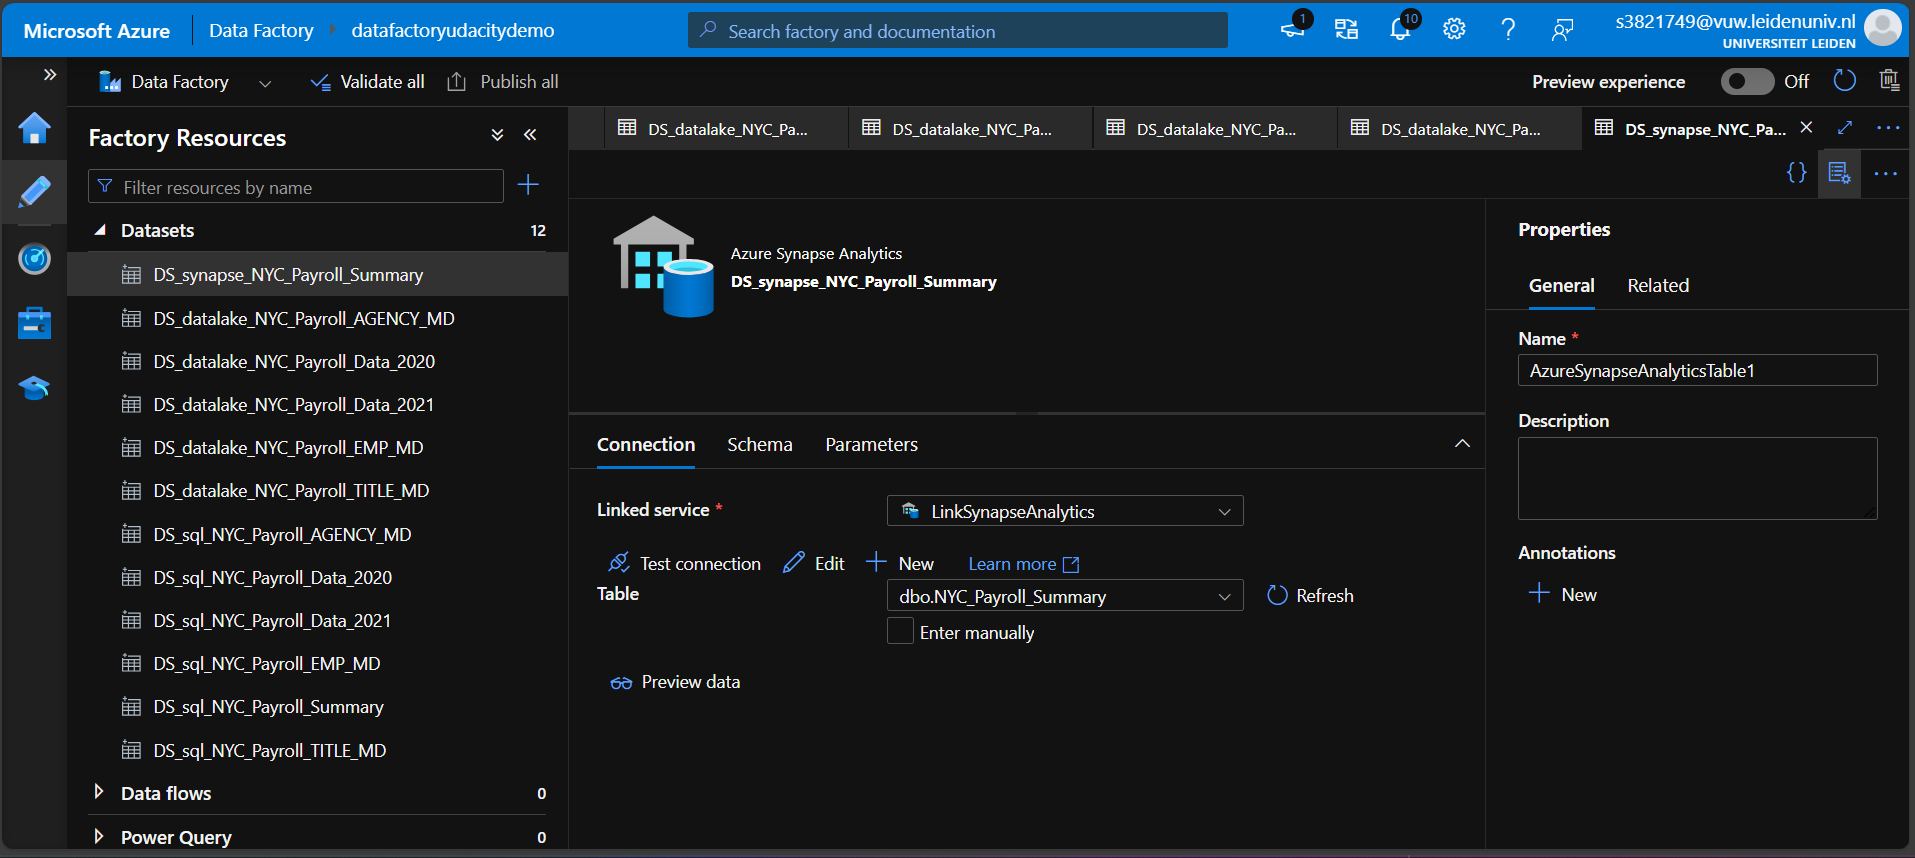 Microsoft Azure
Data Factory
datafactoryudacitydemo
Search factory and documentation
1
10
s3821749@vuw.leidenuniv.nl
UNIVERSITEIT LEIDEN
Data Factory
Validate all
Publish all
Preview experience
Off
Factory Resources
Filter resources by name
Datasets
12
DS_synapse_NYC_Payroll_Summary
DS_datalake_NYC_Payroll_AGENCY_MD
DS_datalake_NYC_Payroll_Data_2020
DS_datalake_NYC_Payroll_Data_2021
DS_datalake_NYC_Payroll_EMP_MD
DS_datalake_NYC_Payroll_TITLE_MD
DS_sql_NYC_Payroll_AGENCY_MD
DS_sql_NYC_Payroll_Data_2020
DS_sql_NYC_Payroll_Data_2021
DS_sql_NYC_Payroll_EMP_MD
DS_sql_NYC_Payroll_Summary
DS_sql_NYC_Payroll_TITLE_MD
Data flows
0
Power Query
0
DS_datalake_NYC_Pa...
DS_datalake_NYC_Pa...
DS_datalake_NYC_Pa...
DS_datalake_NYC_Pa...
DS_synapse_NYC_Pa...
Azure Synapse Analytics
DS_synapse_NYC_Payroll_Summary
Connection
Schema
Parameters
Linked service *
LinkSynapseAnalytics
Test connection
Edit
New
Learn more
Table
dbo.NYC_Payroll_Summary
Refresh
Enter manually
Preview data
Properties
General
Related
Name *
AzureSynapseAnalyticsTable1
Description
Annotations
New